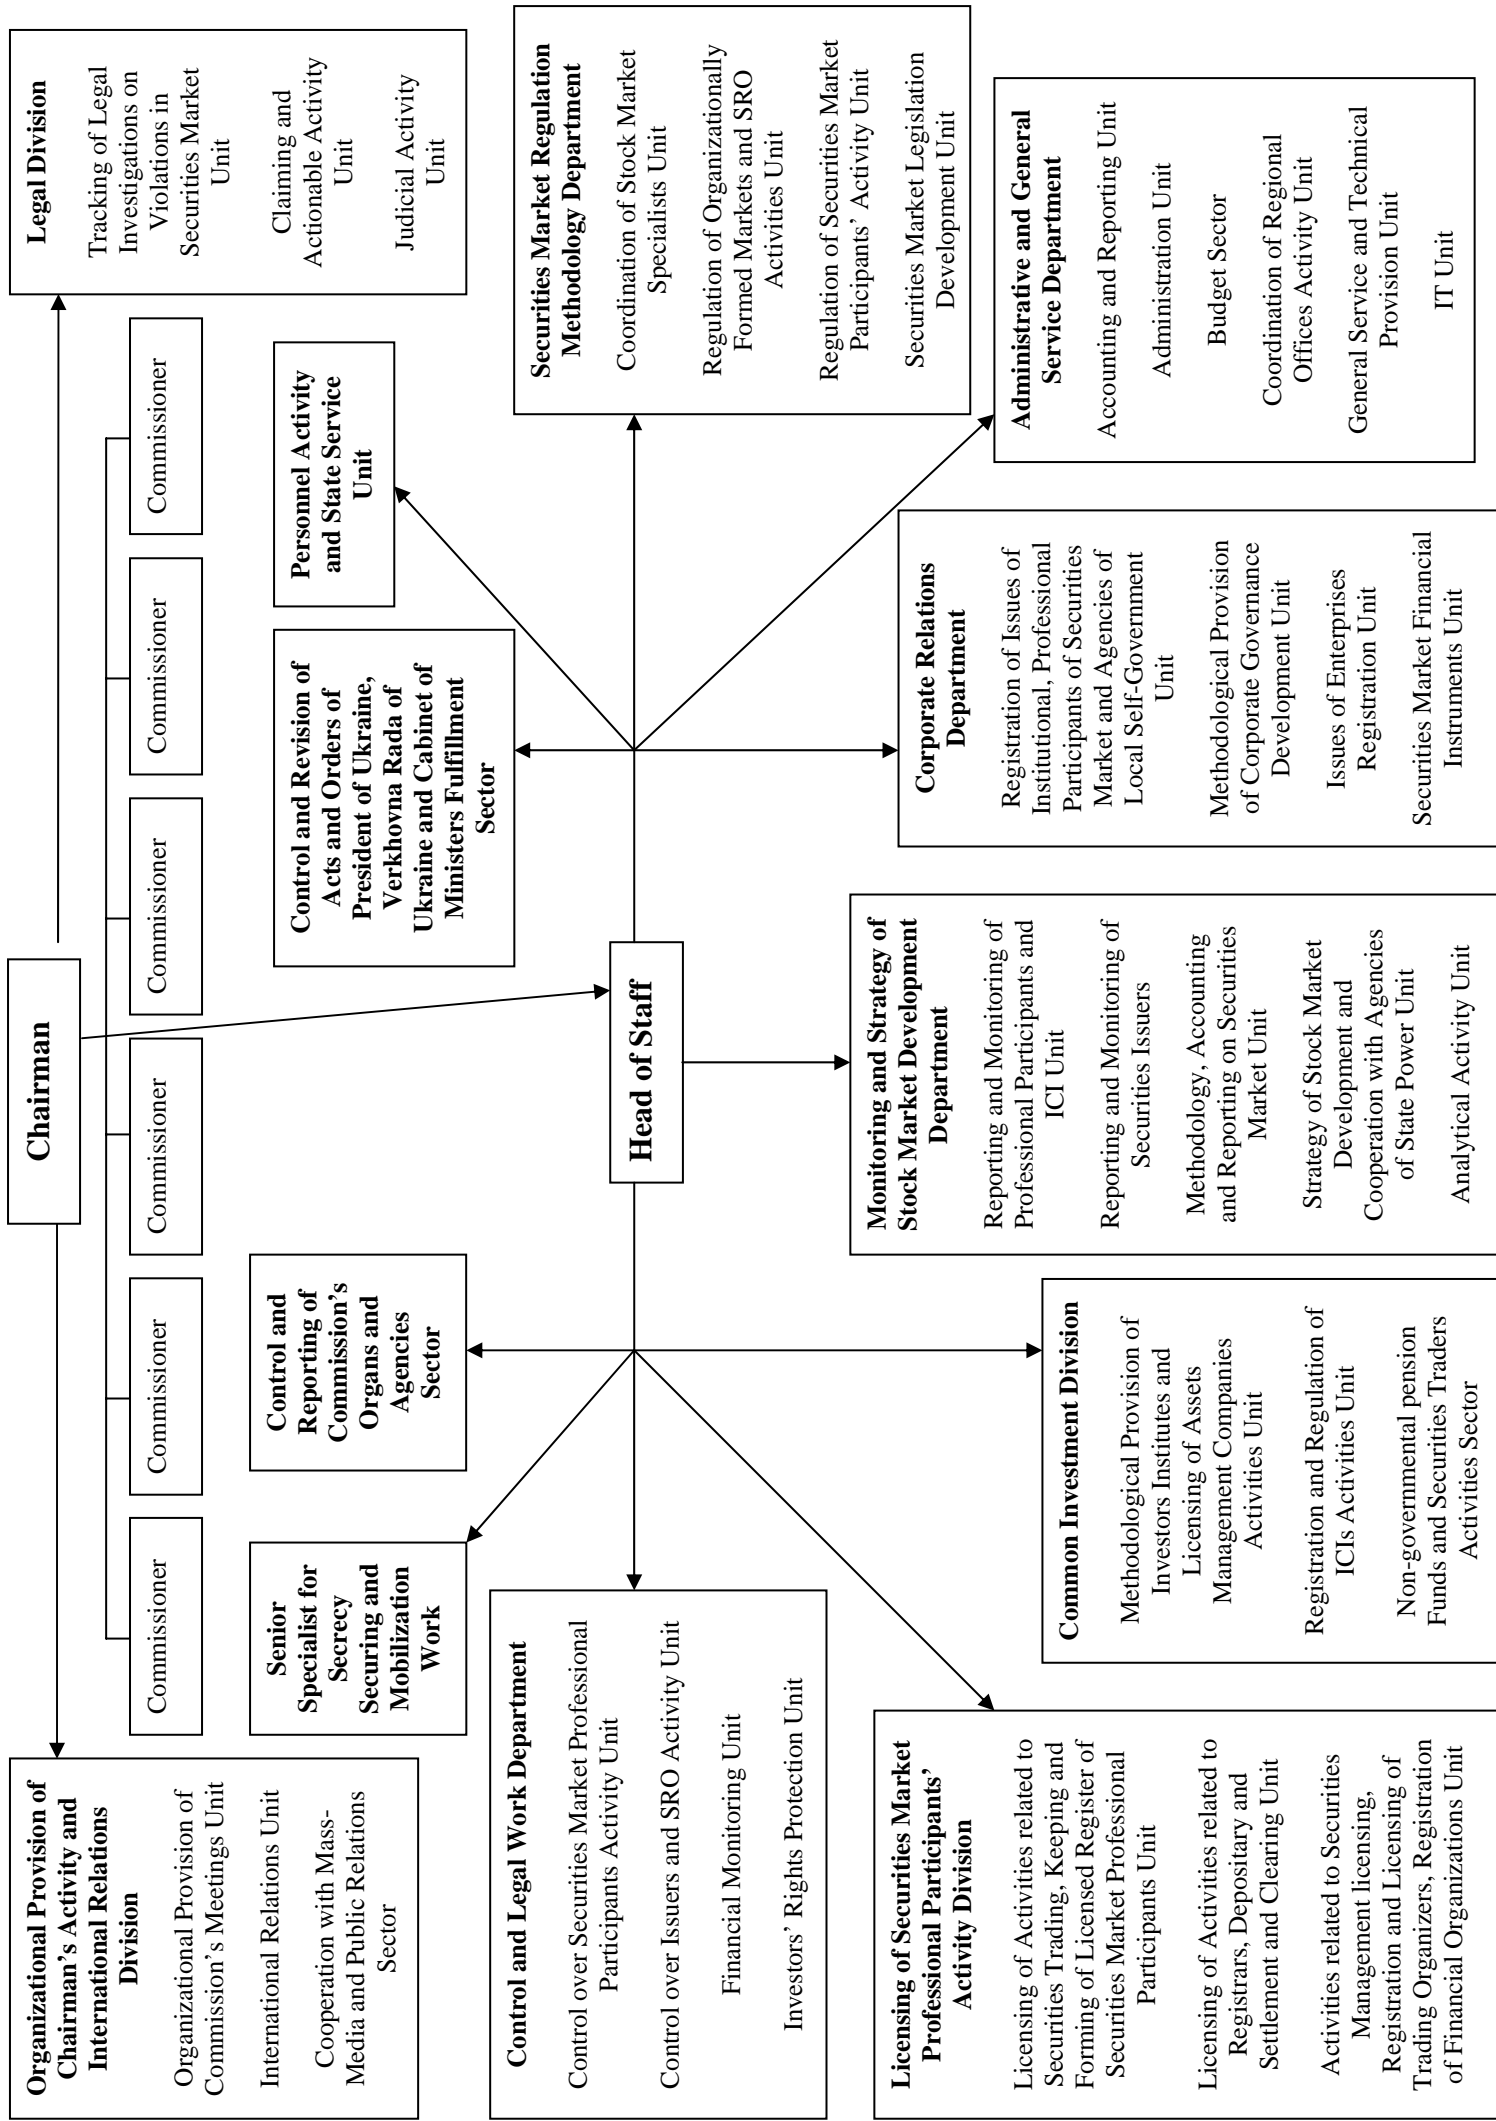 Chairman
Organizational Provision of
Chairman's Activity and
International Relations
Division
Organizational Provision of
Commission's Meetings Unit
International Relations Unit
Cooperation with Mass-
Media and Public Relations
Sector
Commissioner
Commissioner
Commissioner
Commissioner
Commissioner
Commissioner
Legal Division
Tracking of Legal
Investigations on
Violations in
Securities Market
Unit
Claiming and
Actionable Activity
Unit
Judicial Activity
Unit
Senior
Specialist for
Secrecy
Securing and
Mobilization
Work
Control and
Reporting of
Commission's
Organs and
Agencies
Sector
Control and Revision of
Acts and Orders of
President of Ukraine,
Verkhovna Rada of
Ukraine and Cabinet of
Ministers Fulfillment
Sector
Personnel Activity
and State Service
Unit
Head of Staff
Control and Legal Work Department
Control over Securities Market Professional
Participants Activity Unit
Control over Issuers and SRO Activity Unit
Financial Monitoring Unit
Investors' Rights Protection Unit
Securities Market Regulation
Methodology Department
Coordination of Stock Market
Specialists Unit
Regulation of Organizationally
Formed Markets and SRO
Activities Unit
Regulation of Securities Market
Participants' Activity Unit
Securities Market Legislation
Development Unit
Licensing of Securities Market
Professional Participants'
Activity Division
Licensing of Activities related to
Securities Trading, Keeping and
Forming of Licensed Register of
Securities Market Professional
Participants Unit
Licensing of Activities related to
Registrars, Depositary and
Settlement and Clearing Unit
Activities related to Securities
Management licensing,
Registration and Licensing of
Trading Organizers, Registration
of Financial Organizations Unit
Common Investment Division
Methodological Provision of
Investors Institutes and
Licensing of Assets
Management Companies
Activities Unit
Registration and Regulation of
ICIs Activities Unit
Non-governmental pension
Funds and Securities Traders
Activities Sector
Monitoring and Strategy of
Stock Market Development
Department
Reporting and Monitoring of
Professional Participants and
ICI Unit
Reporting and Monitoring of
Securities Issuers
Methodology, Accounting
and Reporting on Securities
Market Unit
Strategy of Stock Market
Development and
Cooperation with Agencies
of State Power Unit
Analytical Activity Unit
Corporate Relations
Department
Registration of Issues of
Institutional, Professional
Participants of Securities
Market and Agencies of
Local Self-Government
Unit
Methodological Provision
of Corporate Governance
Development Unit
Issues of Enterprises
Registration Unit
Securities Market Financial
Instruments Unit
Administrative and General
Service Department
Accounting and Reporting Unit
Administration Unit
Budget Sector
Coordination of Regional
Offices Activity Unit
General Service and Technical
Provision Unit
IT Unit